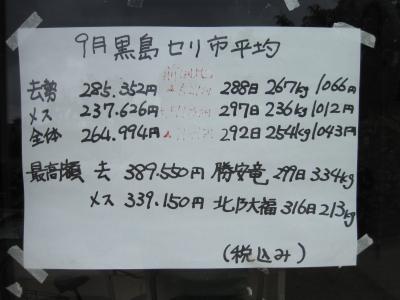 9月黒島セリ市平均
前回比
去勢 285.352円 288日 267kg 1066円
メス 237.626円 297日 236kg 1012円
全体 264.994円 292日 254kg 1043円
最高額 去 389.550円 勝安竜 299日 334kg
メス 339.150円 北乃大福 316日 213kg
(税込み)